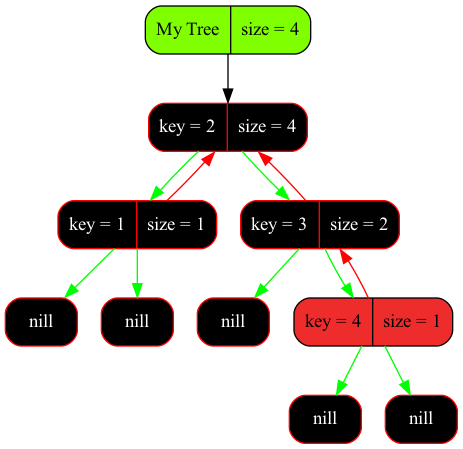 My Tree size = 4
key = 2 size = 4
key = 1 size = 1
key = 3 size = 2
nill
nill
nill
key = 4 size = 1
nill
nill